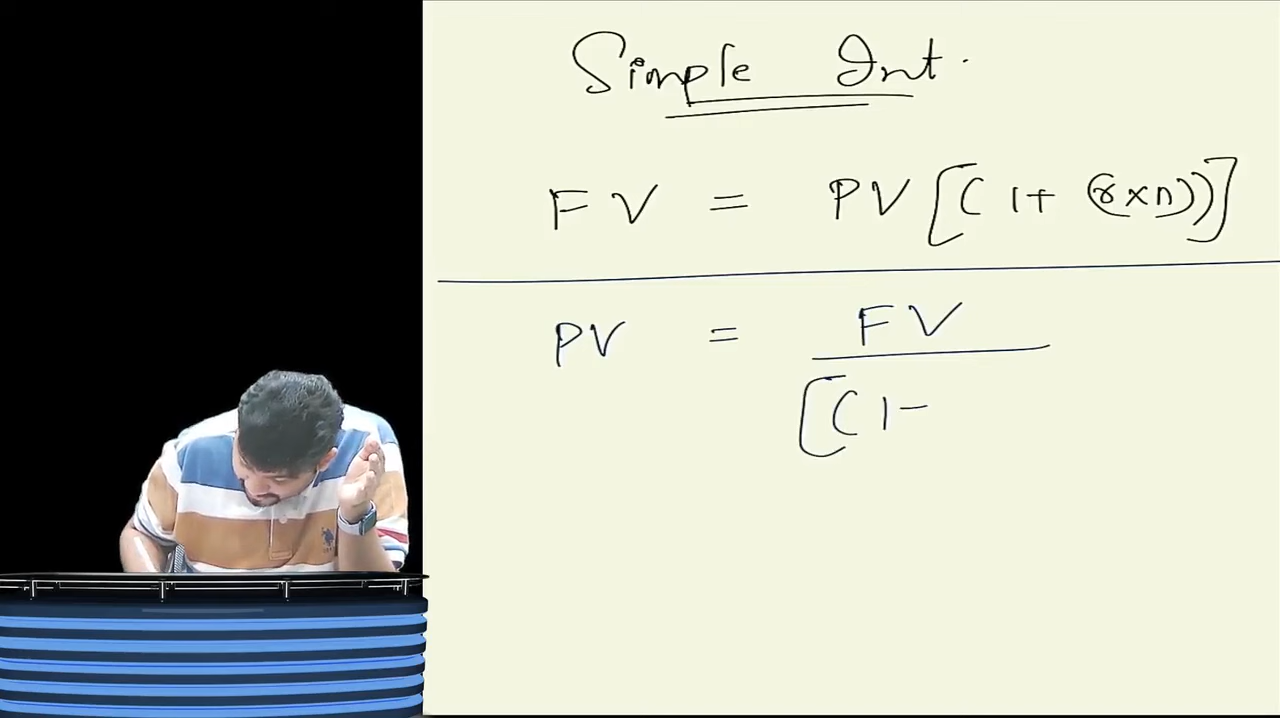 Simple Int.
FV = PV[(1+ (r×n))]
PV = FV
[(1-